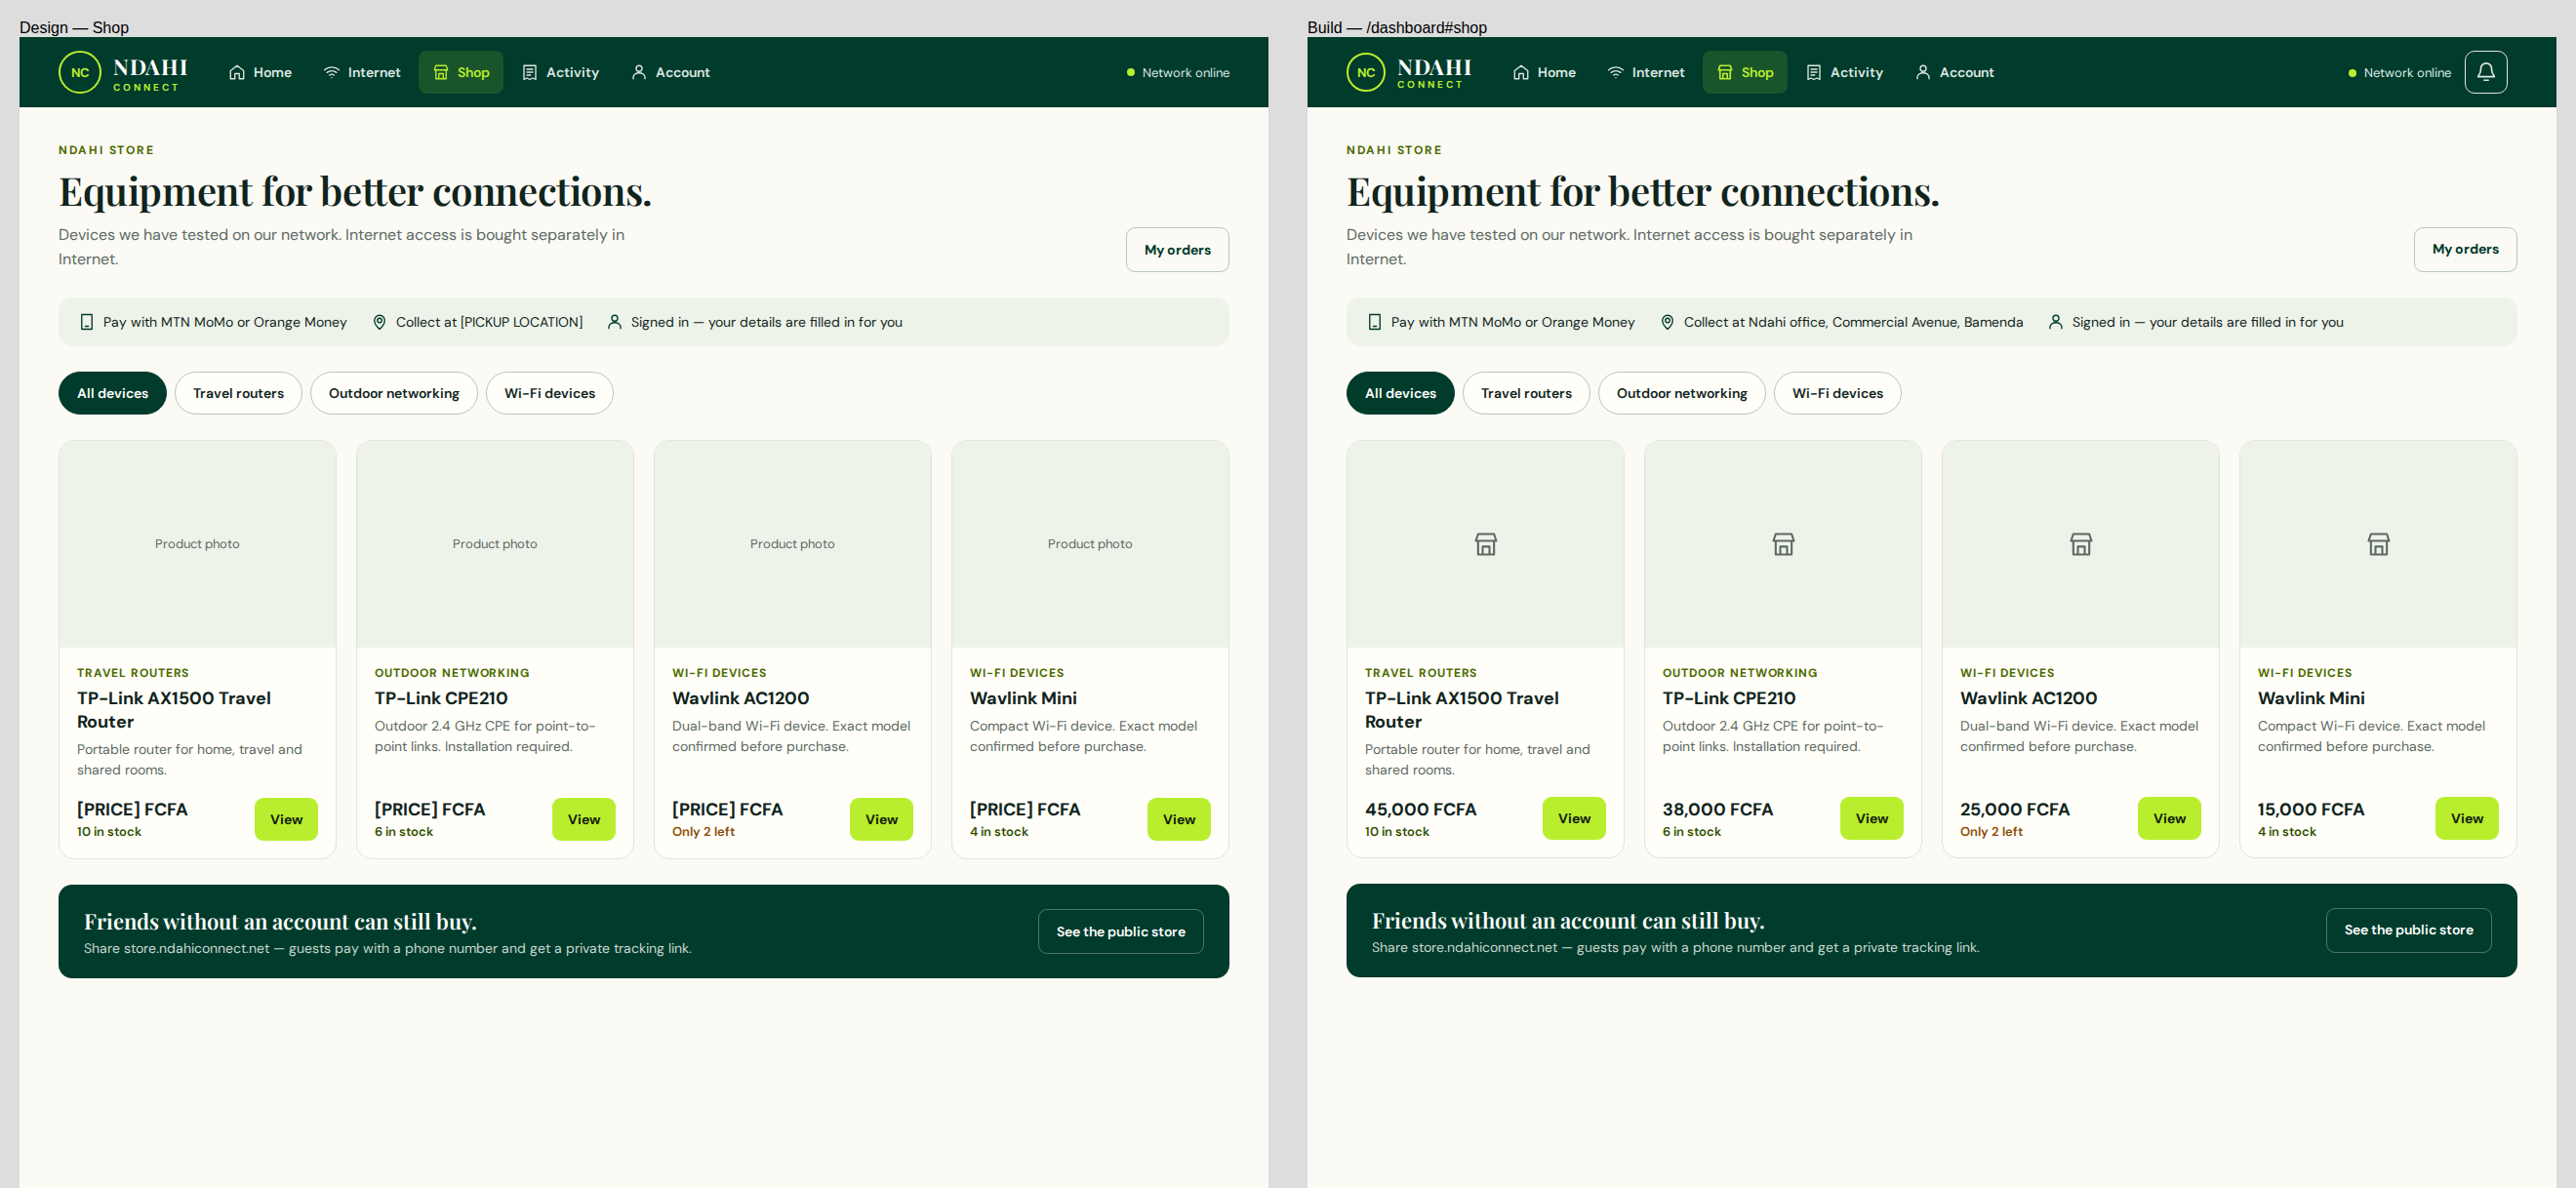 Design — Shop
NC
NDAHI
CONNECT
Home
Internet
Shop
Activity
Account
Network online
NDAHI STORE
Equipment for better connections.
Devices we have tested on our network. Internet access is bought separately in
Internet.
My orders
Pay with MTN MoMo or Orange Money
Collect at [PICKUP LOCATION]
Signed in — your details are filled in for you
All devices
Travel routers
Outdoor networking
Wi-Fi devices
Product photo
TRAVEL ROUTERS
TP-Link AX1500 Travel
Router
Portable router for home, travel and
shared rooms.
[PRICE] FCFA
10 in stock
View
Product photo
OUTDOOR NETWORKING
TP-Link CPE210
Outdoor 2.4 GHz CPE for point-to-
point links. Installation required.
[PRICE] FCFA
6 in stock
View
Product photo
WI-FI DEVICES
Wavlink AC1200
Dual-band Wi-Fi device. Exact model
confirmed before purchase.
[PRICE] FCFA
Only 2 left
View
Product photo
WI-FI DEVICES
Wavlink Mini
Compact Wi-Fi device. Exact model
confirmed before purchase.
[PRICE] FCFA
4 in stock
View
Friends without an account can still buy.
Share store.ndahiconnect.net — guests pay with a phone number and get a private tracking link.
See the public store
Build — /dashboard#shop
NC
NDAHI
CONNECT
Home
Internet
Shop
Activity
Account
Network online
NDAHI STORE
Equipment for better connections.
Devices we have tested on our network. Internet access is bought separately in
Internet.
My orders
Pay with MTN MoMo or Orange Money
Collect at Ndahi office, Commercial Avenue, Bamenda
Signed in — your details are filled in for you
All devices
Travel routers
Outdoor networking
Wi-Fi devices
TRAVEL ROUTERS
TP-Link AX1500 Travel
Router
Portable router for home, travel and
shared rooms.
45,000 FCFA
10 in stock
View
OUTDOOR NETWORKING
TP-Link CPE210
Outdoor 2.4 GHz CPE for point-to-
point links. Installation required.
38,000 FCFA
6 in stock
View
WI-FI DEVICES
Wavlink AC1200
Dual-band Wi-Fi device. Exact model
confirmed before purchase.
25,000 FCFA
Only 2 left
View
WI-FI DEVICES
Wavlink Mini
Compact Wi-Fi device. Exact model
confirmed before purchase.
15,000 FCFA
4 in stock
View
Friends without an account can still buy.
Share store.ndahiconnect.net — guests pay with a phone number and get a private tracking link.
See the public store